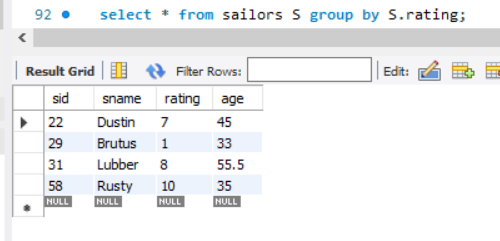 92 select * from sailors S group by S.rating;
Result Grid Filter Rows: Edit:
sid sname rating age
22 Dustin 7 45
29 Brutus 1 33
31 Lubber 8 55.5
58 Rusty 10 35
NULL NULL NULL NULL